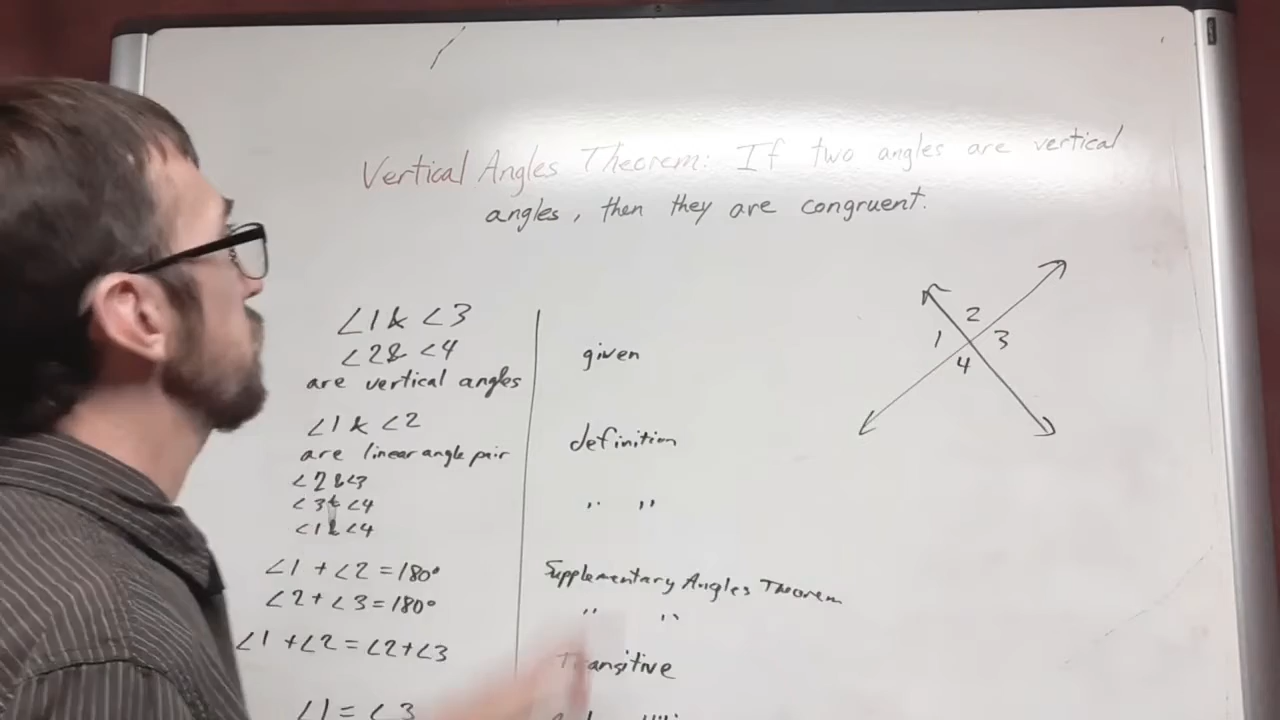 Vertical Angles Theorem: If two angles are vertical
angles, then they are congruent.
∠1 & ∠3
∠2 & ∠4
are vertical angles
given
∠1 & ∠2
are linear angle pair
definition
∠2 & ∠3
∠3 & ∠4
∠1 & ∠4
" "
∠1 + ∠2 = 180°
Supplementary Angles Theorem
∠2 + ∠3 = 180°
" "
∠1 + ∠2 = ∠2 + ∠3
Transitive
∠1 = ∠3
2
1 3
4